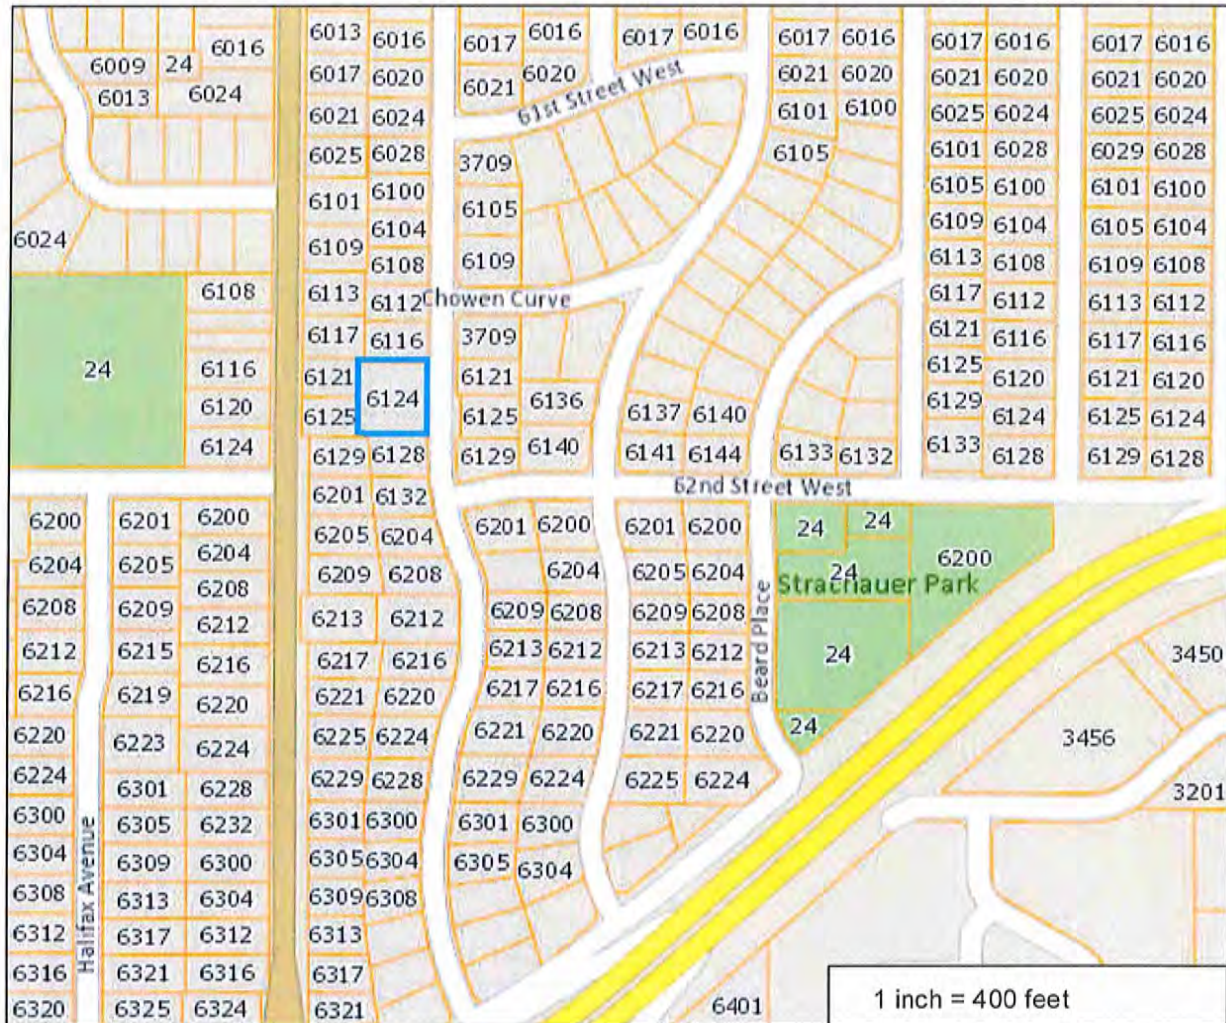 6013 6016 6017 6016 6017 6016 6017 6016 6017 6016 6017 6016
6009 24 6016
6017 6020 6021 6020 61st Street West 6021 6020 6021 6020 6021 6020
6013 6024
6021 6024 6101 6100 6025 6024 6025 6024
6025 6028 3709 6105 6101 6028 6029 6028
6101 6100 6105 6105 6100 6101 6100
6024 6109 6104 6109 6109 6104 6105 6104
6108 6113 6108 6109 6108
6108 6113 6112 Chowen Curve 6117 6112 6113 6112
6117 6116 3709 6121 6116 6117 6116
24 6116 6121 6124 6121 6125 6120 6121 6120
6120 6125 6125 6136 6137 6140 6129 6124 6125 6124
6124 6129 6128 6129 6140 6141 6144 6133 6132 6133 6128 6129 6128
62nd Street West
6201 6132
6200 6201 6200 6205 6204 6201 6200 6201 6200 24 24
6204 6205 6204 6209 6208 6204 6205 6204 24 6200
Strachauer Park
6208 6209 6208 6213 6212 6209 6208 6209 6208
6212
6212 6215 6216 6217 6216 6213 6212 6213 6212 24 3450
6216 6219 6220 6221 6220 6217 6216 6217 6216
Beard Place
6220 6223 6224 6225 6224 6221 6220 6221 6220 24 3456
6224 6301 6228 6229 6228 6229 6224 6225 6224 3201
6300 6305 6232 6301 6300 6301 6300
6304 6309 6300 6305 6304 6305 6304
6308 6313 6304 6309 6308
Halifax Avenue
6312 6317 6312 6313
6316 6321 6316 6317
6320 6325 6324 6321 6401
1 inch = 400 feet